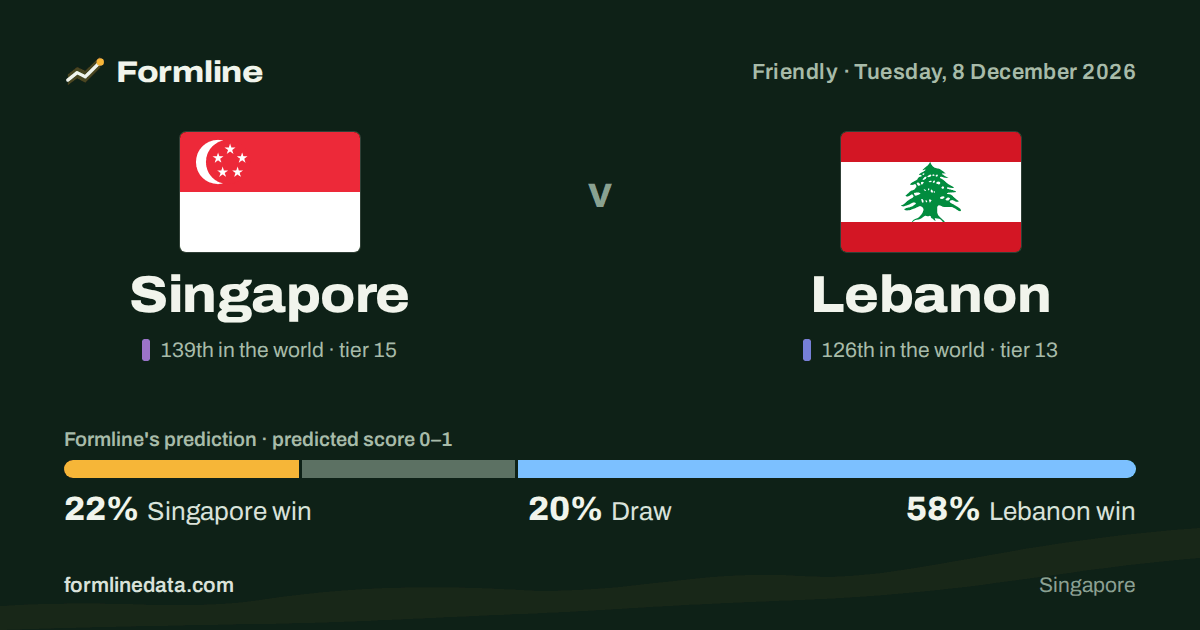 Formline
Friendly · Tuesday, 8 December 2026
V
Singapore
Lebanon
139th in the world · tier 15
126th in the world · tier 13
Formline's prediction · predicted score 0–1
22% Singapore win
20% Draw
58% Lebanon win
formlinedata.com
Singapore